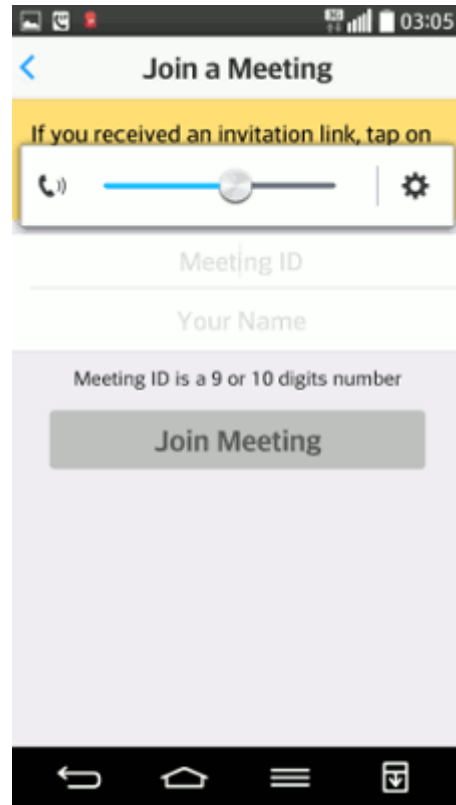 03:05
Join a Meeting
If you received an invitation link, tap on
Meeting ID
Your Name
Meeting ID is a 9 or 10 digits number
Join Meeting